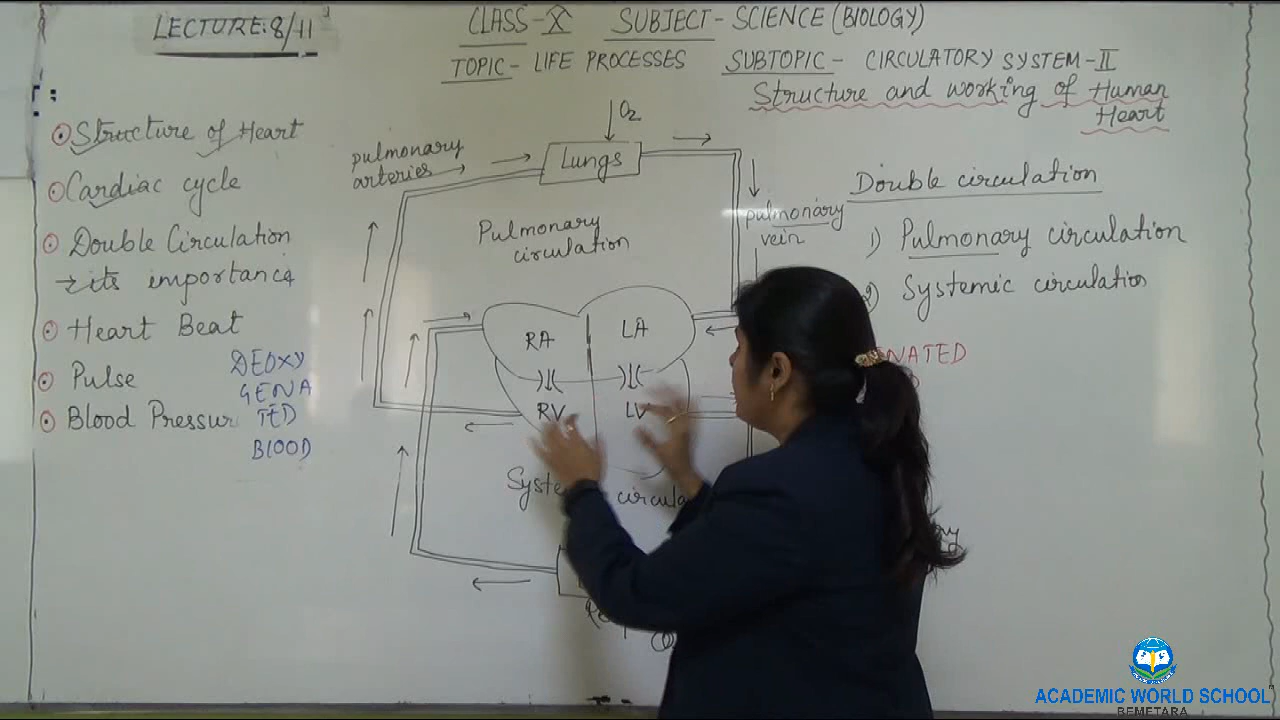 LECTURE: 8/11
CLASS-X SUBJECT-SCIENCE (BIOLOGY)
TOPIC- LIFE PROCESSES SUBTOPIC- CIRCULATORY SYSTEM-II
Structure and working of Human
Heart
Structure of Heart
Cardiac cycle
Double Circulation
→ its importance
Heart Beat
Pulse
Blood Pressur
DEOXY
GENA
TED
BLOOD
O2
Lungs
pulmonary
arteries
Pulmonary
circulation
pulmonary
vein
RA
LA
RV
LV
circula
Double circulation
1) Pulmonary circulation
2) Systemic circulation
NATED
ACADEMIC WORLD SCHOOL
BEMETARA